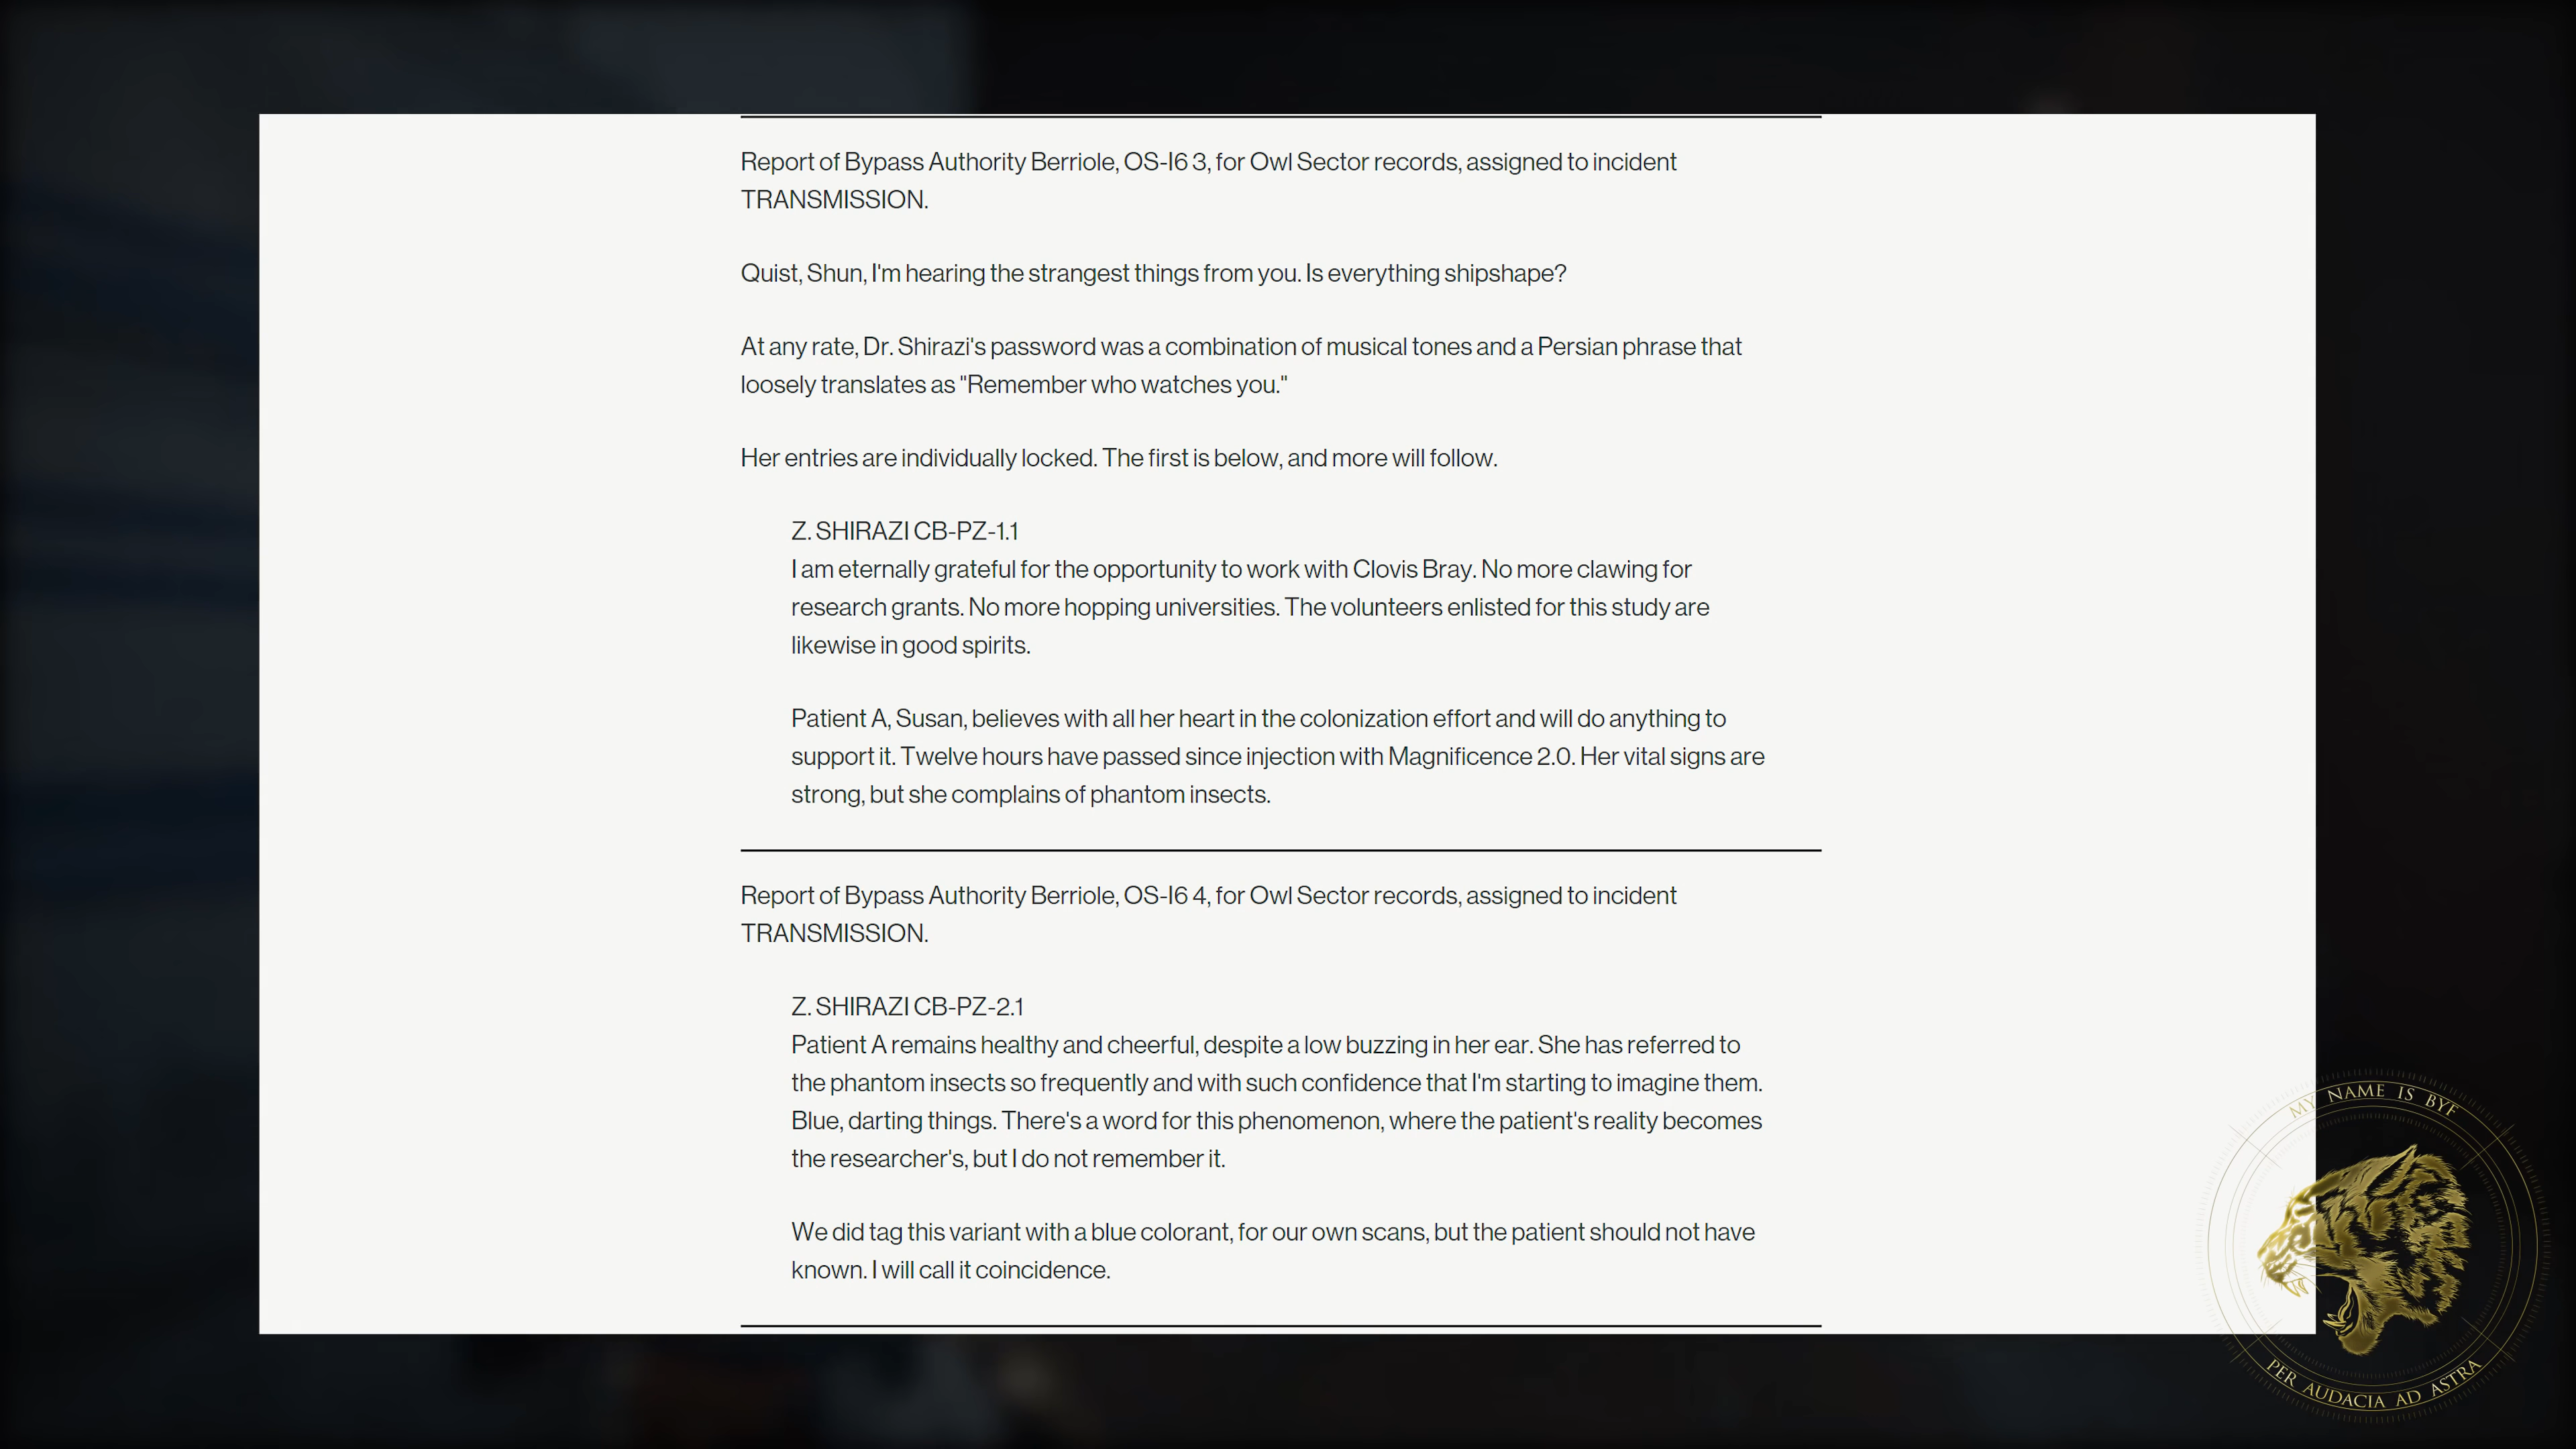 Report of Bypass Authority Berriole, OS-I6 3, for Owl Sector records, assigned to incident
TRANSMISSION.
Quist, Shun, I'm hearing the strangest things from you. Is everything shipshape?
At any rate, Dr. Shirazi's password was a combination of musical tones and a Persian phrase that
loosely translates as "Remember who watches you."
Her entries are individually locked. The first is below, and more will follow.
Z. SHIRAZI CB-PZ-1.1
I am eternally grateful for the opportunity to work with Clovis Bray. No more clawing for
research grants. No more hopping universities. The volunteers enlisted for this study are
likewise in good spirits.
Patient A, Susan, believes with all her heart in the colonization effort and will do anything to
support it. Twelve hours have passed since injection with Magnificence 2.0. Her vital signs are
strong, but she complains of phantom insects.
Report of Bypass Authority Berriole, OS-I6 4, for Owl Sector records, assigned to incident
TRANSMISSION.
Z. SHIRAZI CB-PZ-2.1
Patient A remains healthy and cheerful, despite a low buzzing in her ear. She has referred to
the phantom insects so frequently and with such confidence that I'm starting to imagine them.
Blue, darting things. There's a word for this phenomenon, where the patient's reality becomes
the researcher's, but I do not remember it.
We did tag this variant with a blue colorant, for our own scans, but the patient should not have
known. I will call it coincidence.
MY NAME IS BYF
PER AUDACIA AD ASTRA